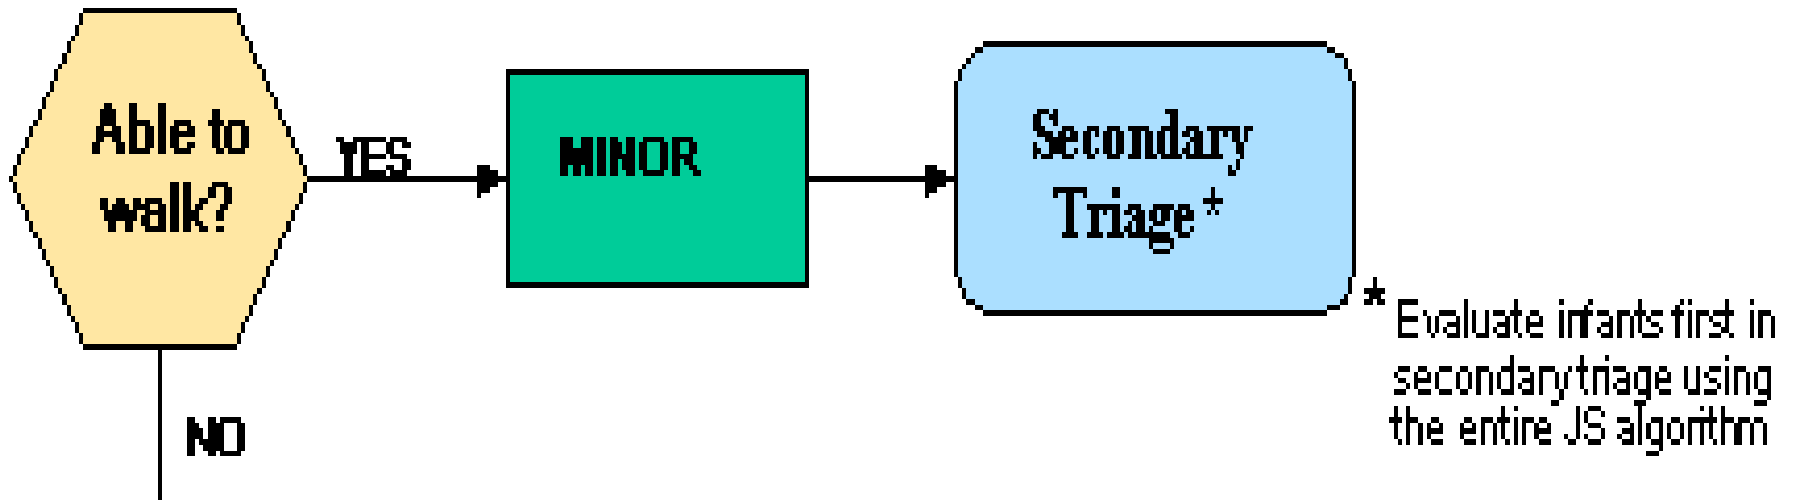 Able to
walk?
YES
MINOR
Secondary
Triage*
* Evaluate infants first in
secondary triage using
the entire JS algorithm
NO